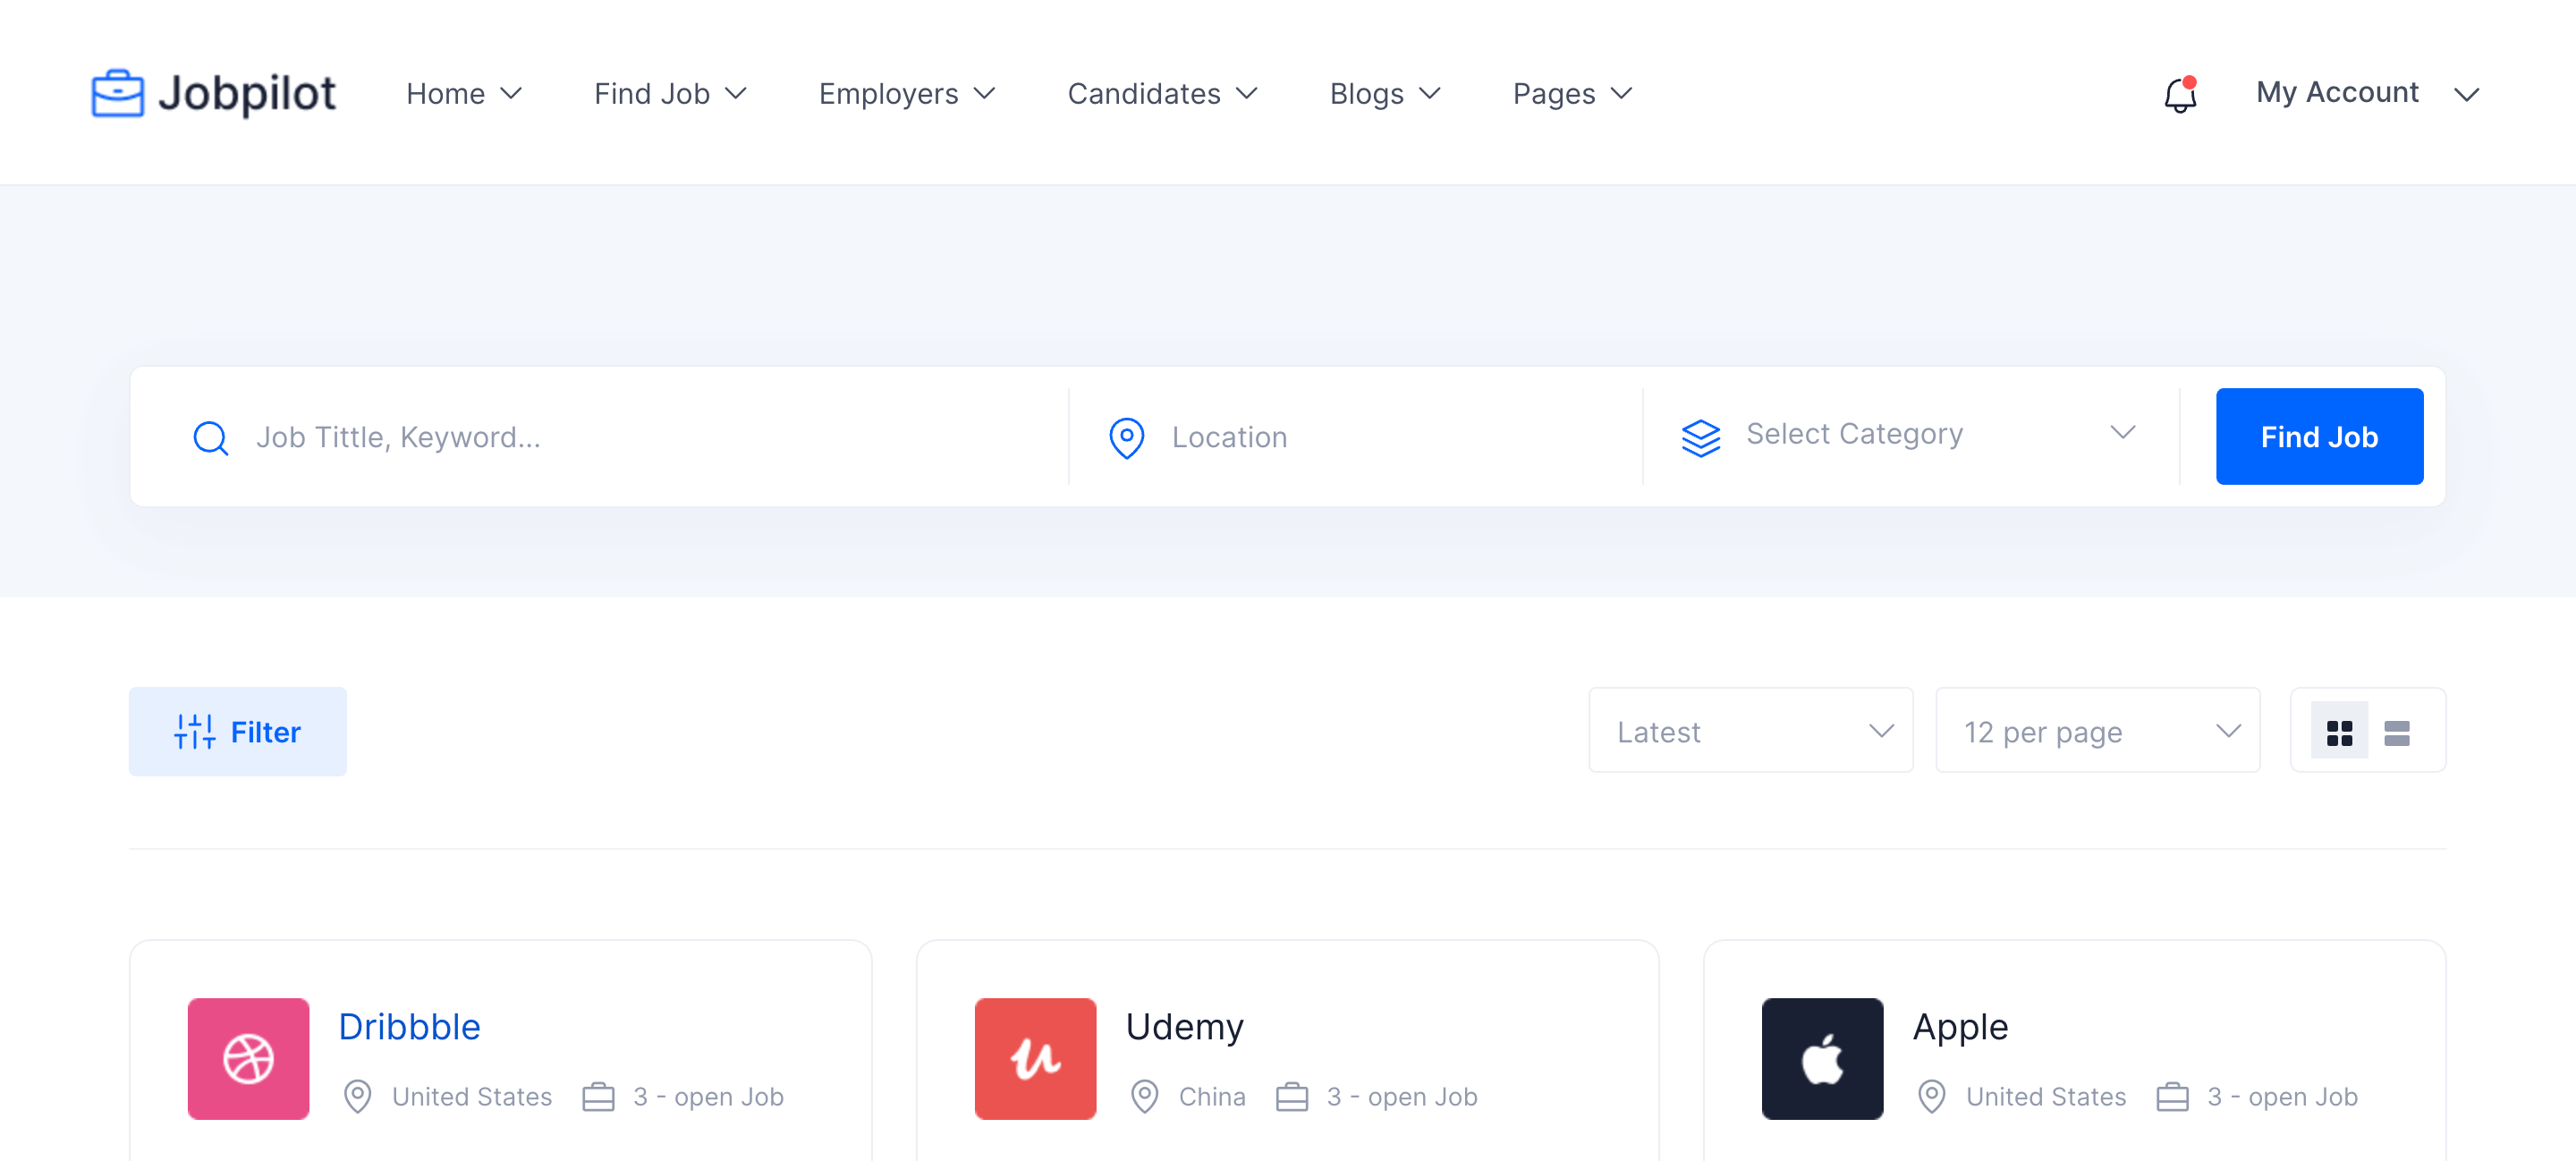 Jobpilot Home Find Job Employers Candidates Blogs Pages My Account
Job Tittle, Keyword... Location Select Category Find Job
Filter Latest 12 per page
Dribbble
United States 3 - open Job
Udemy
China 3 - open Job
Apple
United States 3 - open Job